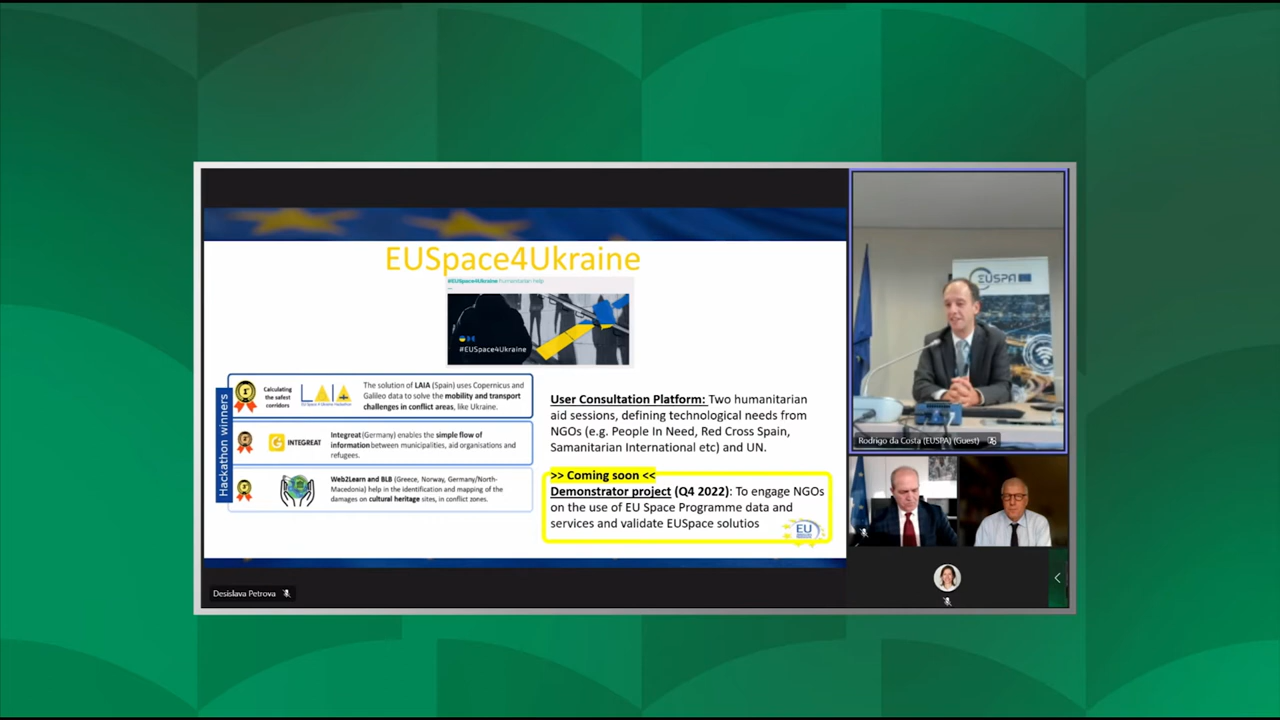 EUSpace4Ukraine
#EUSpace4Ukraine humanitarian help
#EUSpace4Ukraine
Hackathon winners
Calculating
the safest
corridors
LAIA
The solution of LAIA (Spain) uses Copernicus and
Galileo data to solve the mobility and transport
challenges in conflict areas, like Ukraine.
INTEGREAT
Integreat (Germany) enables the simple flow of
information between municipalities, aid organisations and
refugees.
Web2Learn and BLB (Greece, Norway, Germany/North-
Macedonia) help in the identification and mapping of the
damages on cultural heritage sites, in conflict zones.
User Consultation Platform: Two humanitarian
aid sessions, defining technological needs from
NGOs (e.g. People In Need, Red Cross Spain,
Samanitarian International etc) and UN.
>> Coming soon <<
Demonstrator project (Q4 2022): To engage NGOs
on the use of EU Space Programme data and
services and validate EUSpace solutios
EU
Desislava Petrova
EUSPA
Rodrigo da Costa (EUSPA) (Guest)